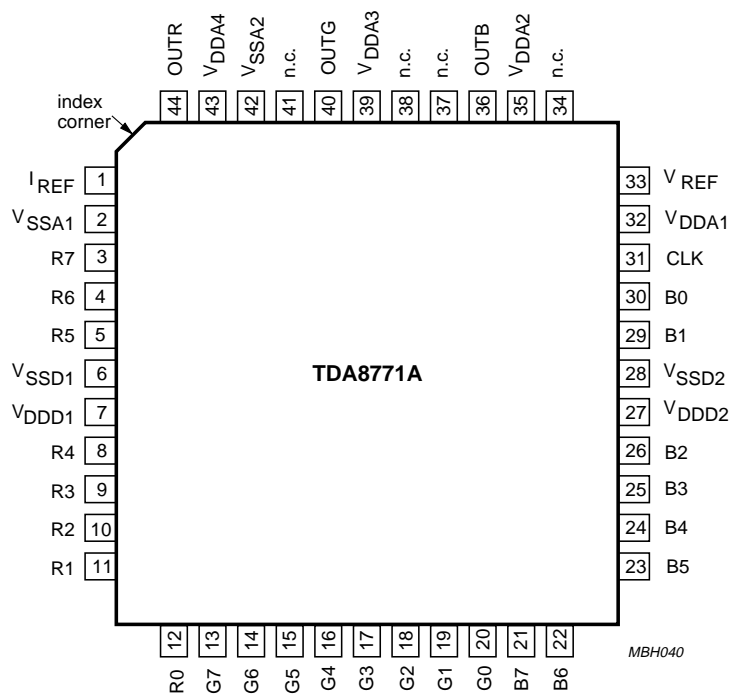 OUTR VDDA4 VSSA2 n.c. OUTG VDDA3 n.c. n.c. OUTB VDDA2 n.c.
44 43 42 41 40 39 38 37 36 35 34
index
corner
IREF 1
VSSA1 2
R7 3
R6 4
R5 5
VSSD1 6
VDDD1 7
R4 8
R3 9
R2 10
R1 11
TDA8771A
33 VREF
32 VDDA1
31 CLK
30 B0
29 B1
28 VSSD2
27 VDDD2
26 B2
25 B3
24 B4
23 B5
12 13 14 15 16 17 18 19 20 21 22
R0 G7 G6 G5 G4 G3 G2 G1 G0 B7 B6
MBH040